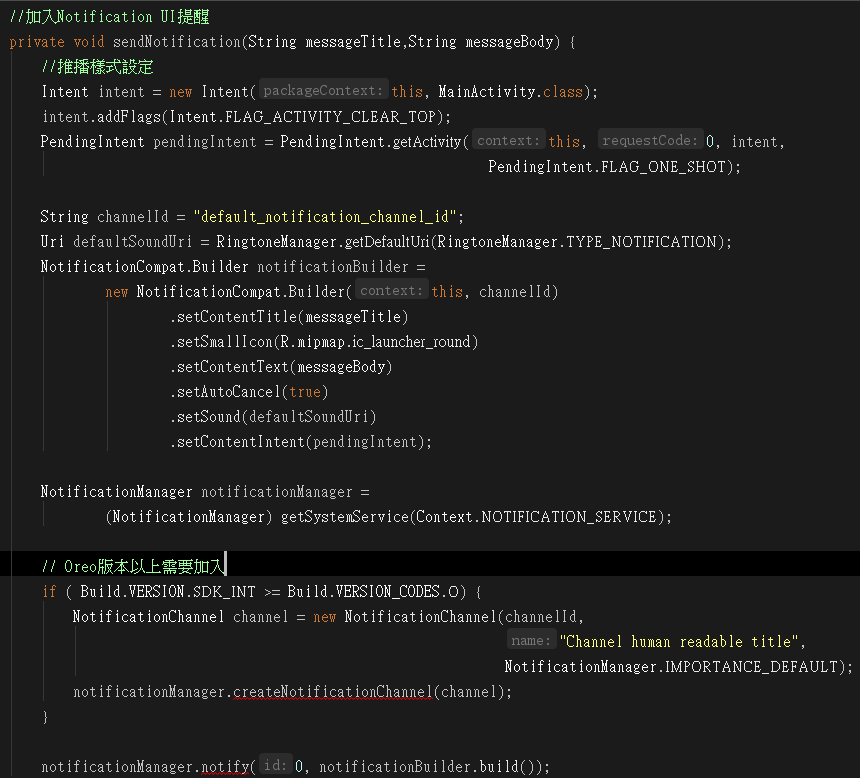 //加入Notification UI提醒
private void sendNotification(String messageTitle,String messageBody) {
//推播樣式設定
Intent intent = new Intent( packageContext: this, MainActivity.class);
intent.addFlags(Intent.FLAG_ACTIVITY_CLEAR_TOP);
PendingIntent pendingIntent = PendingIntent.getActivity( context: this, requestCode: 0, intent,
PendingIntent.FLAG_ONE_SHOT);
String channelId = "default_notification_channel_id";
Uri defaultSoundUri = RingtoneManager.getDefaultUri(RingtoneManager.TYPE_NOTIFICATION);
NotificationCompat.Builder notificationBuilder =
new NotificationCompat.Builder( context: this, channelId)
.setContentTitle(messageTitle)
.setSmallIcon(R.mipmap.ic_launcher_round)
.setContentText(messageBody)
.setAutoCancel(true)
.setSound(defaultSoundUri)
.setContentIntent(pendingIntent);
NotificationManager notificationManager =
(NotificationManager) getSystemService(Context.NOTIFICATION_SERVICE);
// Oreo版本以上需要加入
if ( Build.VERSION.SDK_INT >= Build.VERSION_CODES.O) {
NotificationChannel channel = new NotificationChannel(channelId,
name: "Channel human readable title",
NotificationManager.IMPORTANCE_DEFAULT);
notificationManager.createNotificationChannel(channel);
}
notificationManager.notify( id: 0, notificationBuilder.build());